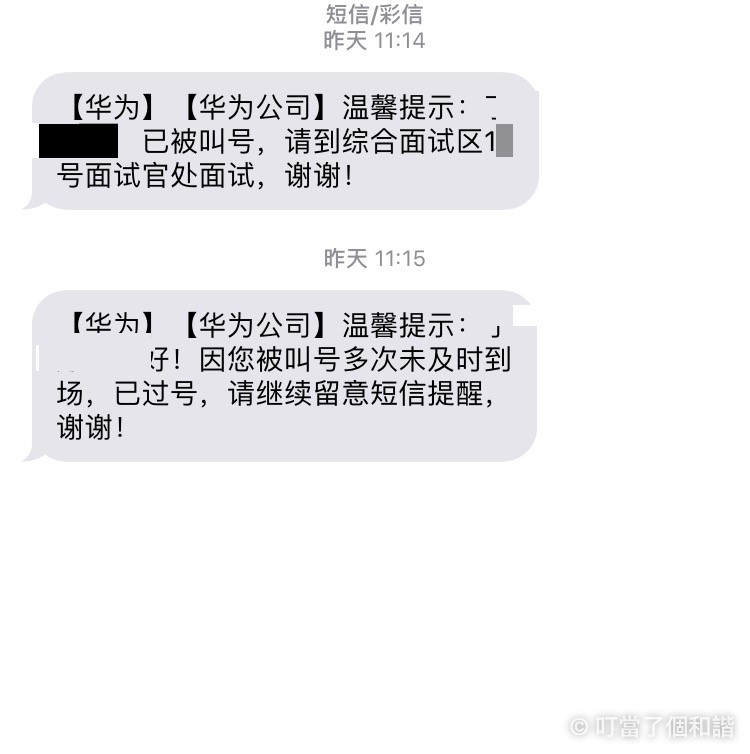 短信/彩信
昨天 11:14
【华为】【华为公司】温馨提示：
已被叫号，请到综合面试区1
号面试官处面试，谢谢！
昨天 11:15
【华为】【华为公司】温馨提示：
好！因您被叫号多次未及时到
场，已过号，请继续留意短信提醒，
谢谢！
© 叮當了個和諧